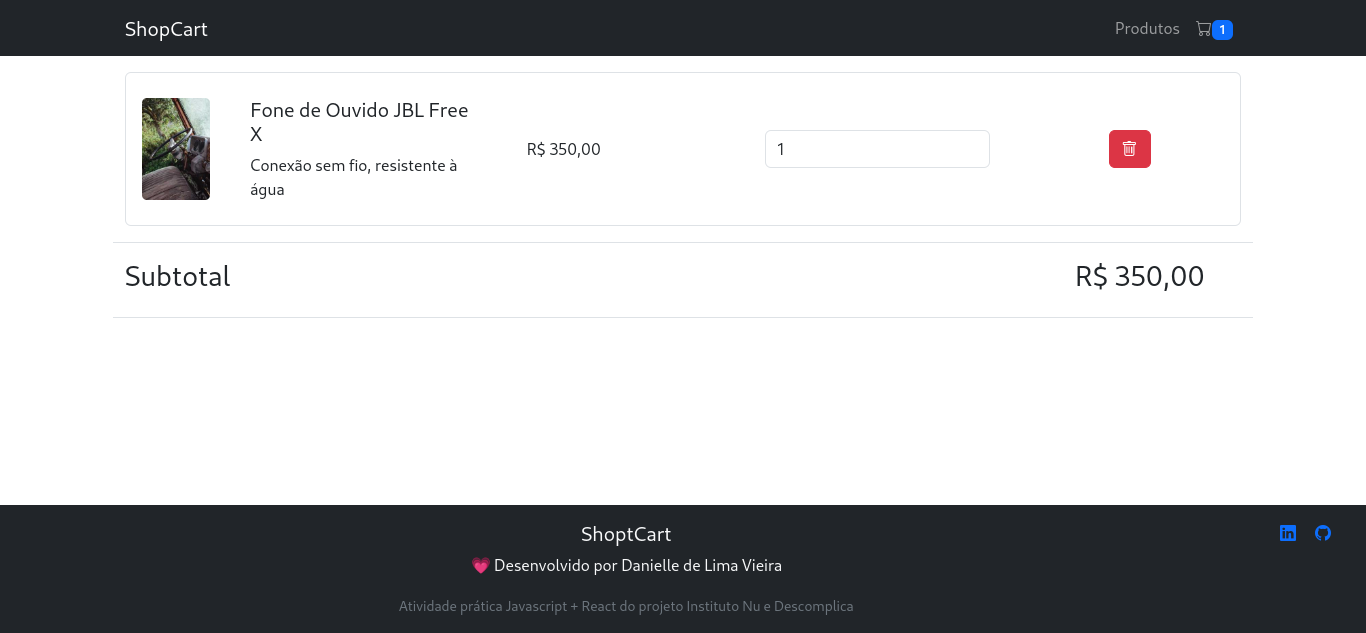 ShopCart
Produtos
1
Fone de Ouvido JBL Free
X
Conexão sem fio, resistente à
água
R$ 350,00
1
Subtotal
R$ 350,00
ShoptCart
💗 Desenvolvido por Danielle de Lima Vieira
Atividade prática Javascript + React do projeto Instituto Nu e Descomplica